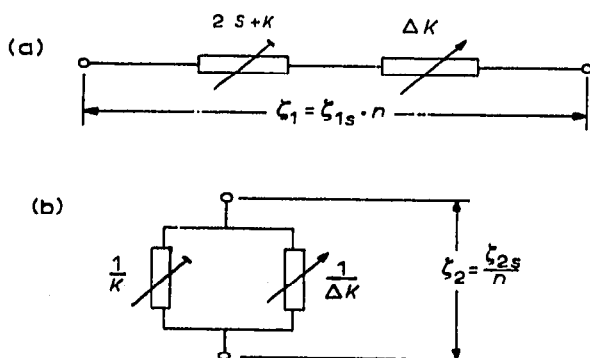 (a)
2 S+K
ΔK
ζ₁ = ζ₁ₛ · n
(b)
1/K
1/ΔK
ζ₂ = ζ₂ₛ/n